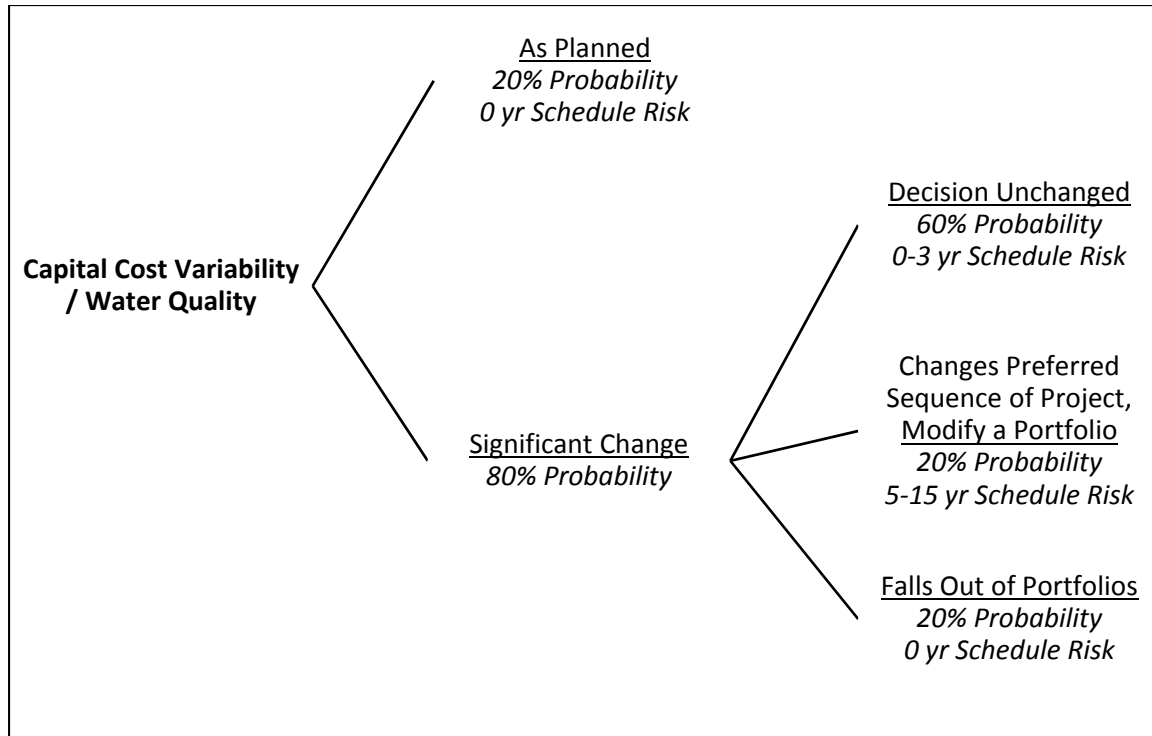 As Planned
20% Probability
0 yr Schedule Risk
Capital Cost Variability
/ Water Quality
Significant Change
80% Probability
Decision Unchanged
60% Probability
0-3 yr Schedule Risk
Changes Preferred
Sequence of Project,
Modify a Portfolio
20% Probability
5-15 yr Schedule Risk
Falls Out of Portfolios
20% Probability
0 yr Schedule Risk